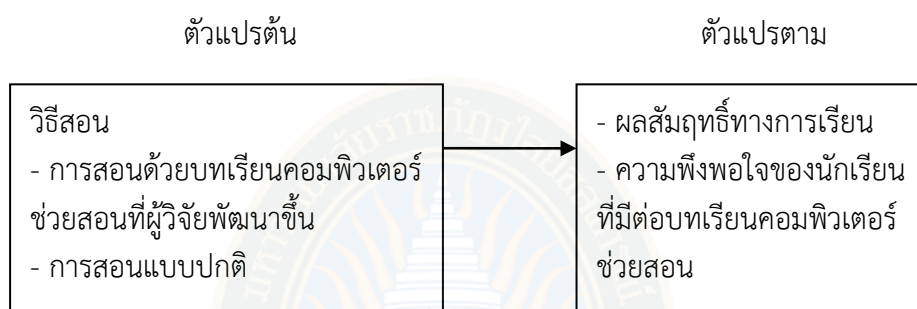 ตัวแปรต้น
ตัวแปรตาม
วิธีสอน
- การสอนด้วยบทเรียนคอมพิวเตอร์
ช่วยสอนที่ผู้วิจัยพัฒนาขึ้น
- การสอนแบบปกติ
- ผลสัมฤทธิ์ทางการเรียน
- ความพึงพอใจของนักเรียน
ที่มีต่อบทเรียนคอมพิวเตอร์
ช่วยสอน